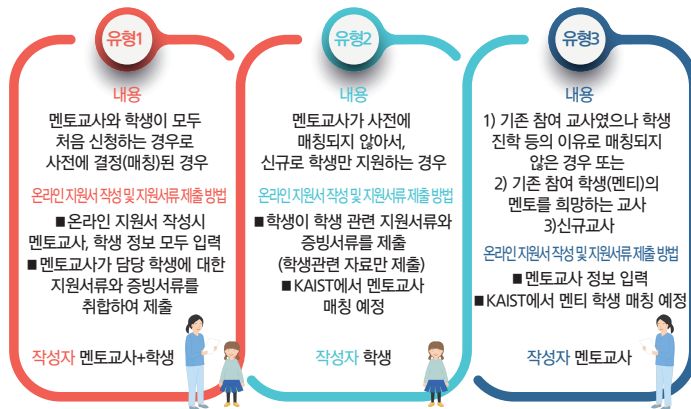 유형1
내용
멘토교사와 학생이 모두
처음 신청하는 경우로
사전에 결정(매칭)된 경우
온라인 지원서 작성 및 지원서류 제출 방법
■ 온라인 지원서 작성시
멘토교사, 학생 정보 모두 입력
■ 멘토교사가 담당 학생에 대한
지원서류와 증빙서류를
취합하여 제출
작성자 멘토교사+학생
유형2
내용
멘토교사가 사전에
매칭되지 않아서,
신규로 학생만 지원하는 경우
온라인 지원서 작성 및 지원서류 제출 방법
■ 학생이 학생 관련 지원서류와
증빙서류를 제출
(학생관련 자료만 제출)
■ KAIST에서 멘토교사
매칭 예정
작성자 학생
유형3
내용
1) 기존 참여 교사였으나 학생
진학 등의 이유로 매칭되지
않은 경우 또는
2) 기존 참여 학생(멘티)의
멘토를 희망하는 교사
3)신규교사
온라인 지원서 작성 및 지원서류 제출 방법
■ 멘토교사 정보 입력
■ KAIST에서 멘티 학생 매칭 예정
작성자 멘토교사